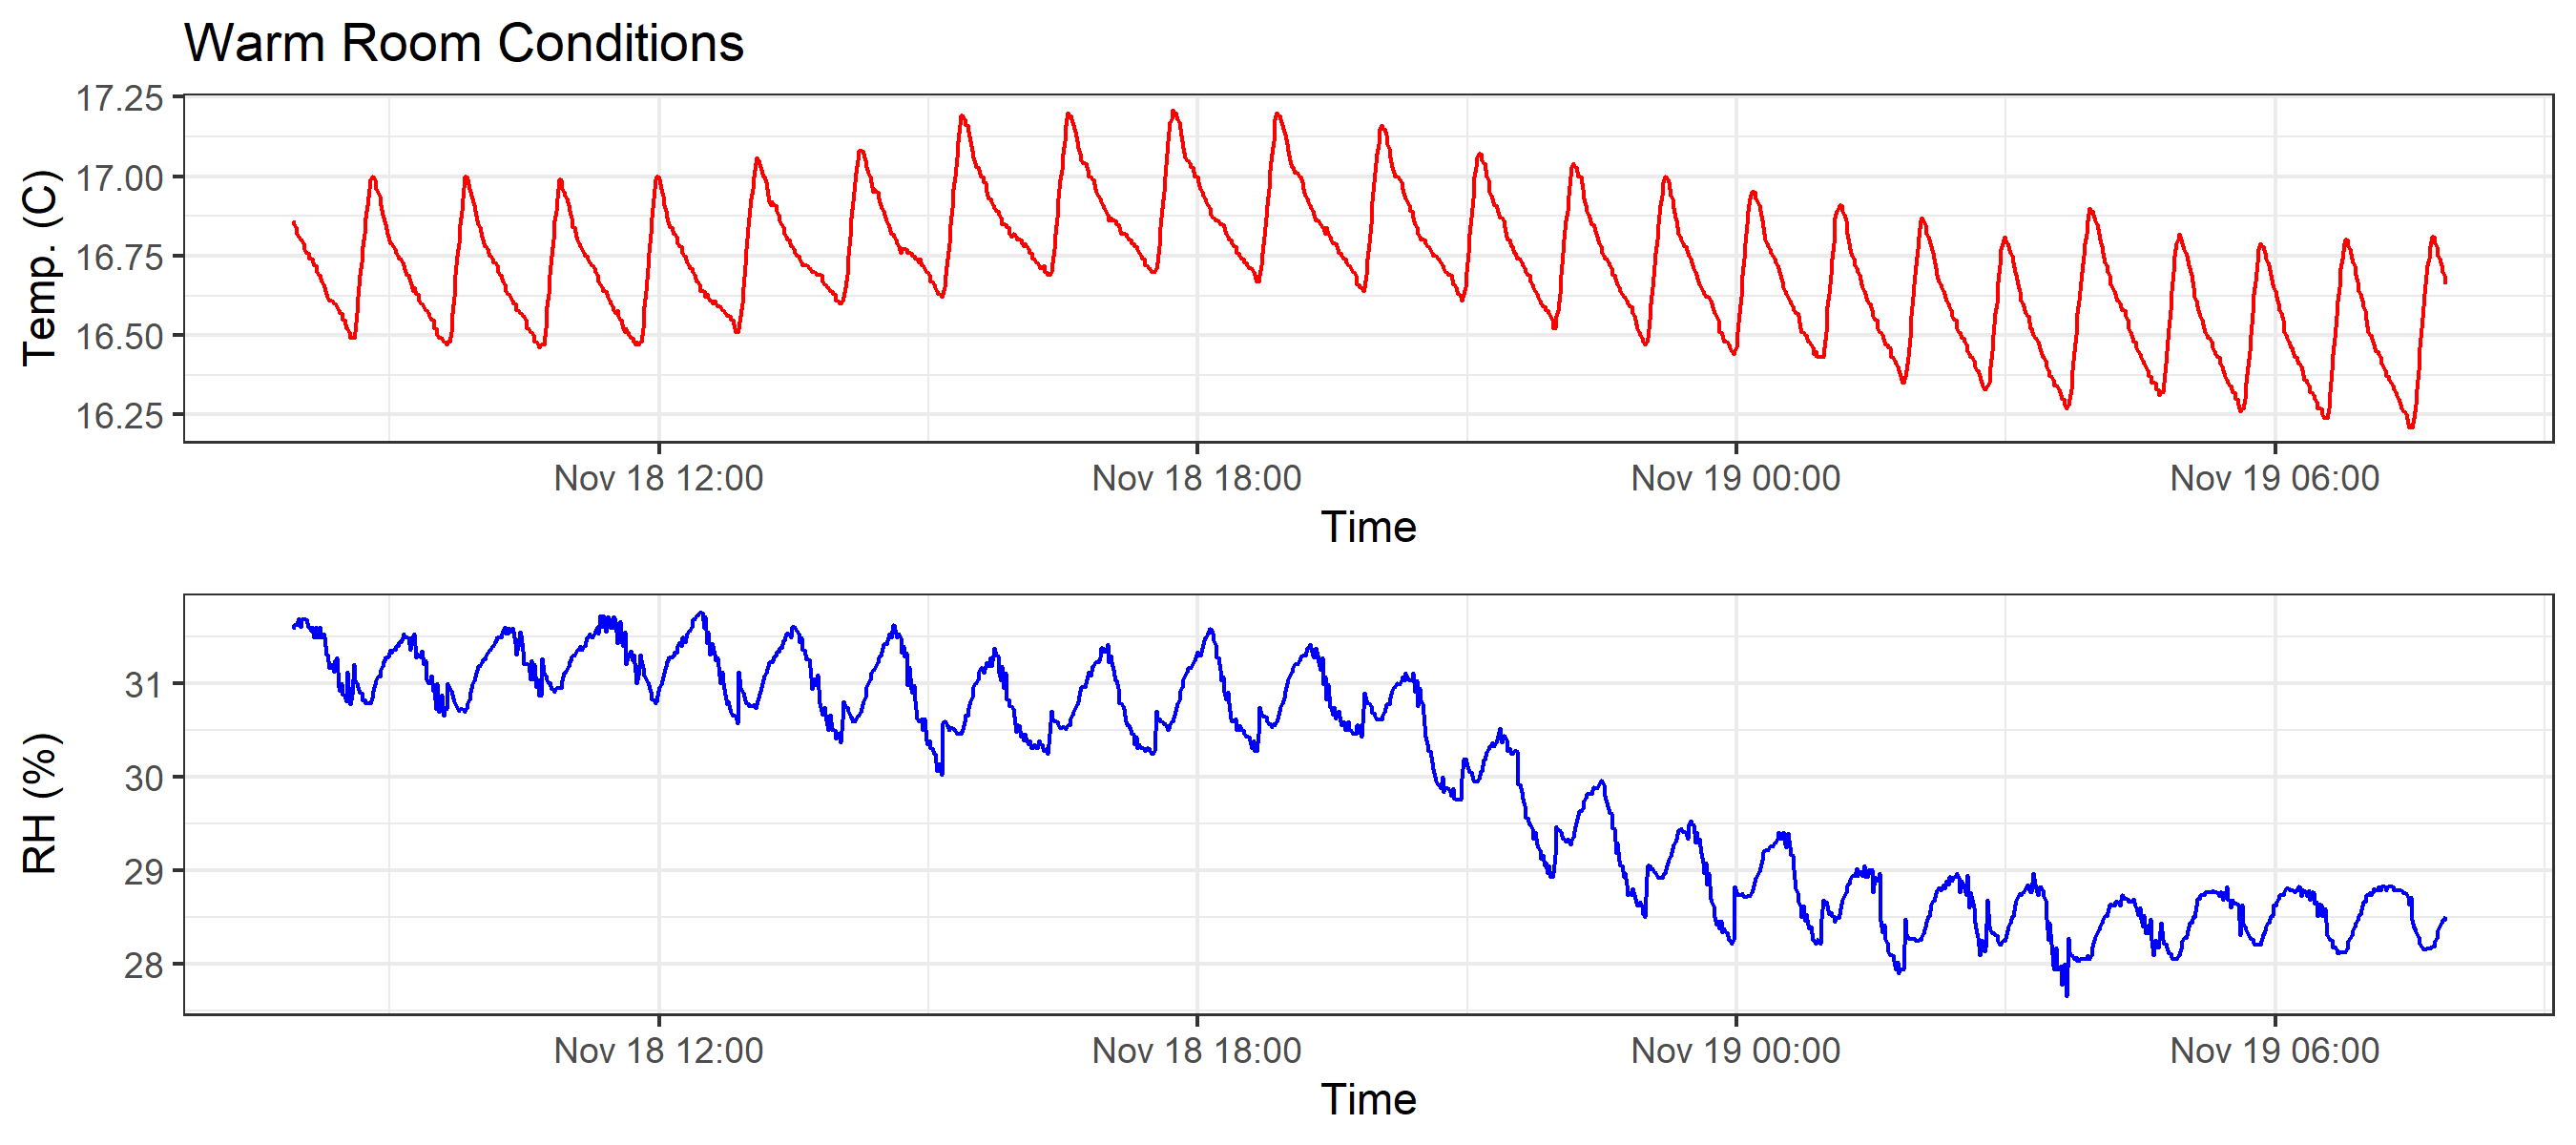 Warm Room Conditions
Temp. (C)
17.25
17.00
16.75
16.50
16.25
Nov 18 12:00 Nov 18 18:00 Nov 19 00:00 Nov 19 06:00
Time
RH (%)
31
30
29
28
Nov 18 12:00 Nov 18 18:00 Nov 19 00:00 Nov 19 06:00
Time